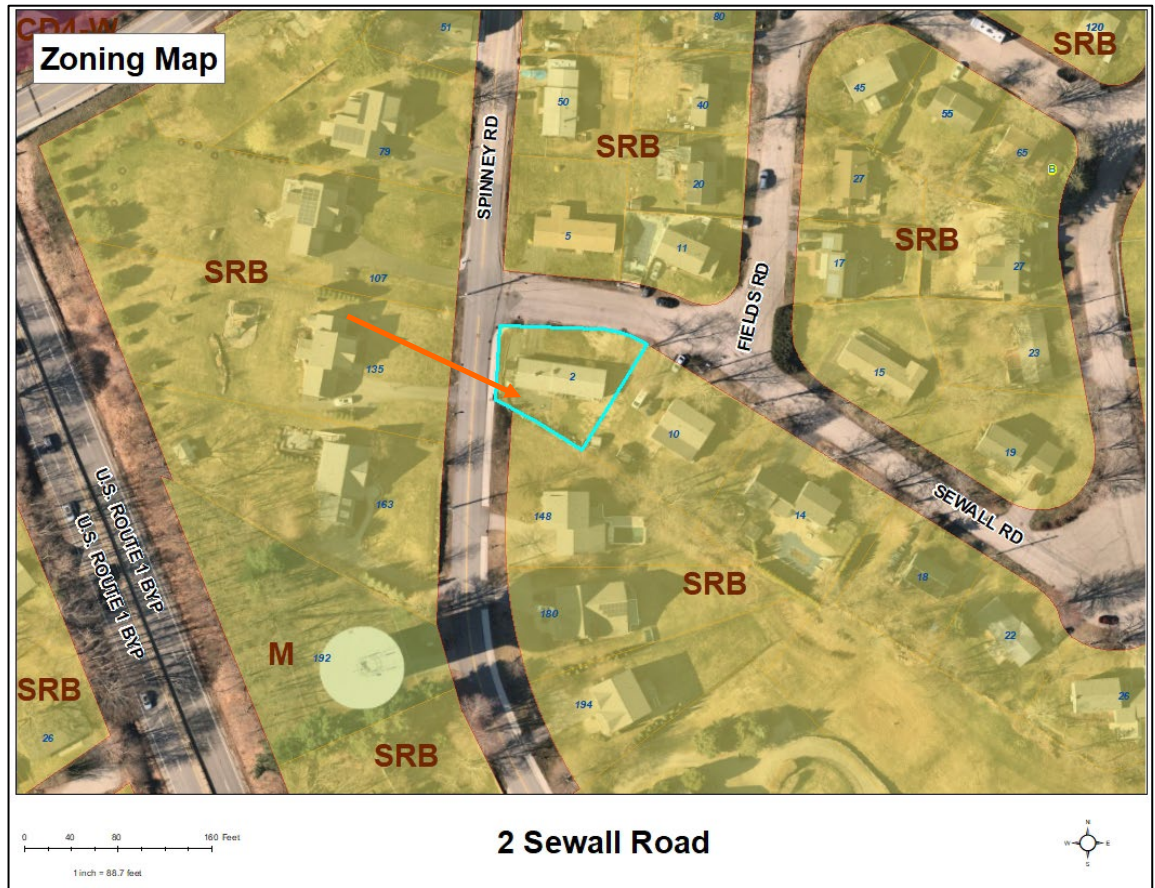 CD4-W
Zoning Map
51
80
120
SRB
50
40
45
55
79
SRB
65
B
SPINNEY RD
27
20
5
11
FIELDS RD
SRB
17
27
SRB
107
135
2
15
23
10
19
U.S. ROUTE 1 BYP
U.S. ROUTE 1 BYP
163
148
14
SEWALL RD
SRB
18
180
22
M
192
SRB
194
26
26
SRB
0 40 80 160 Feet
1 inch = 88.7 feet
2 Sewall Road
N
W E
S